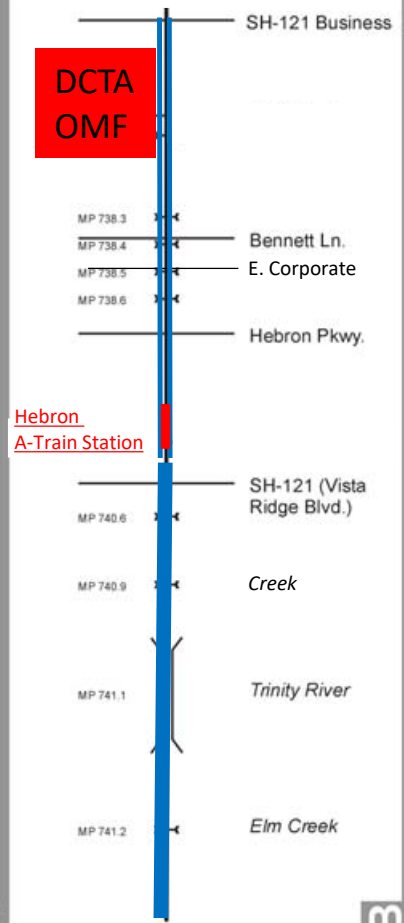 SH-121 Business
DCTA
OMF
MP 738.3
MP 738.4
Bennett Ln.
MP 738.5
E. Corporate
MP 738.6
Hebron Pkwy.
Hebron
A-Train Station
SH-121 (Vista
Ridge Blvd.)
MP 740.6
MP 740.9
Creek
MP 741.1
Trinity River
MP 741.2
Elm Creek